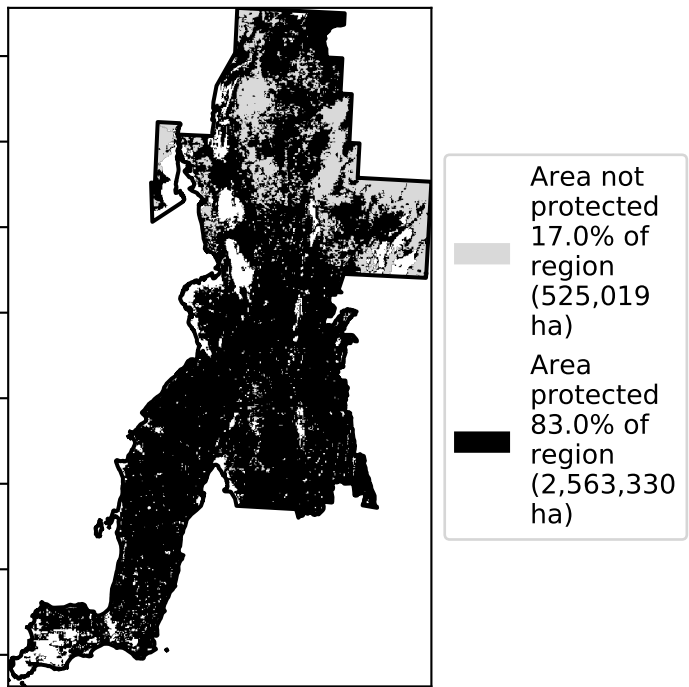 Area not
protected
17.0% of
region
(525,019
ha)
Area
protected
83.0% of
region
(2,563,330
ha)